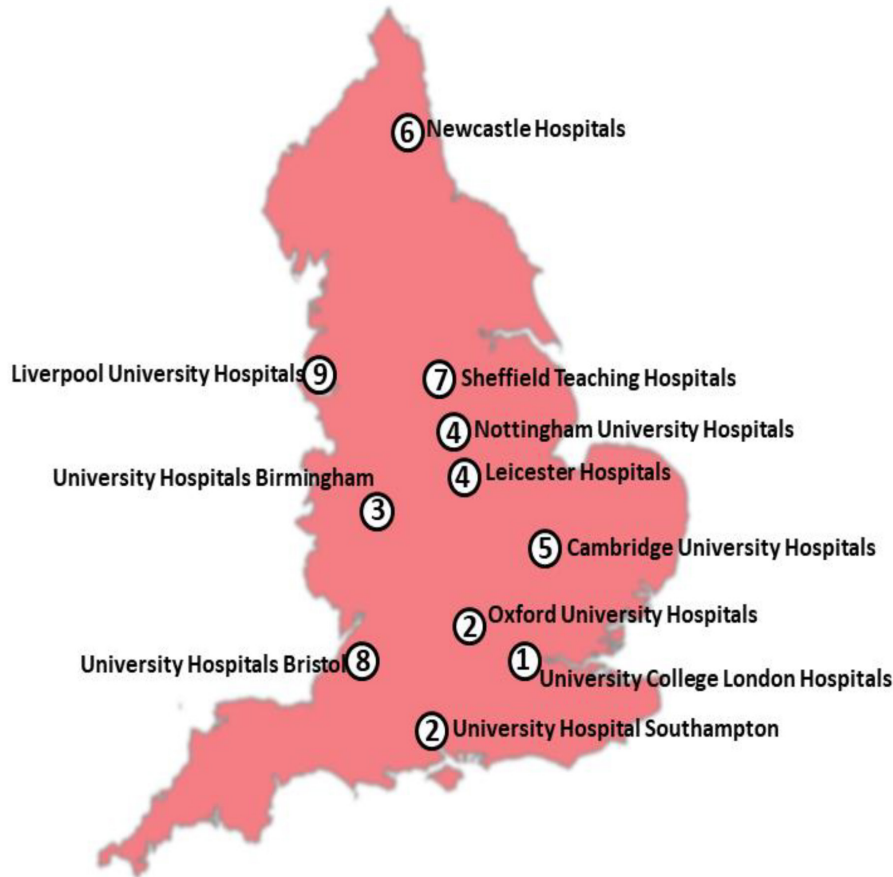 6 Newcastle Hospitals
Liverpool University Hospitals 9
7 Sheffield Teaching Hospitals
4 Nottingham University Hospitals
4 Leicester Hospitals
University Hospitals Birmingham
3
5 Cambridge University Hospitals
2 Oxford University Hospitals
University Hospitals Bristol 8
1 University College London Hospitals
2 University Hospital Southampton